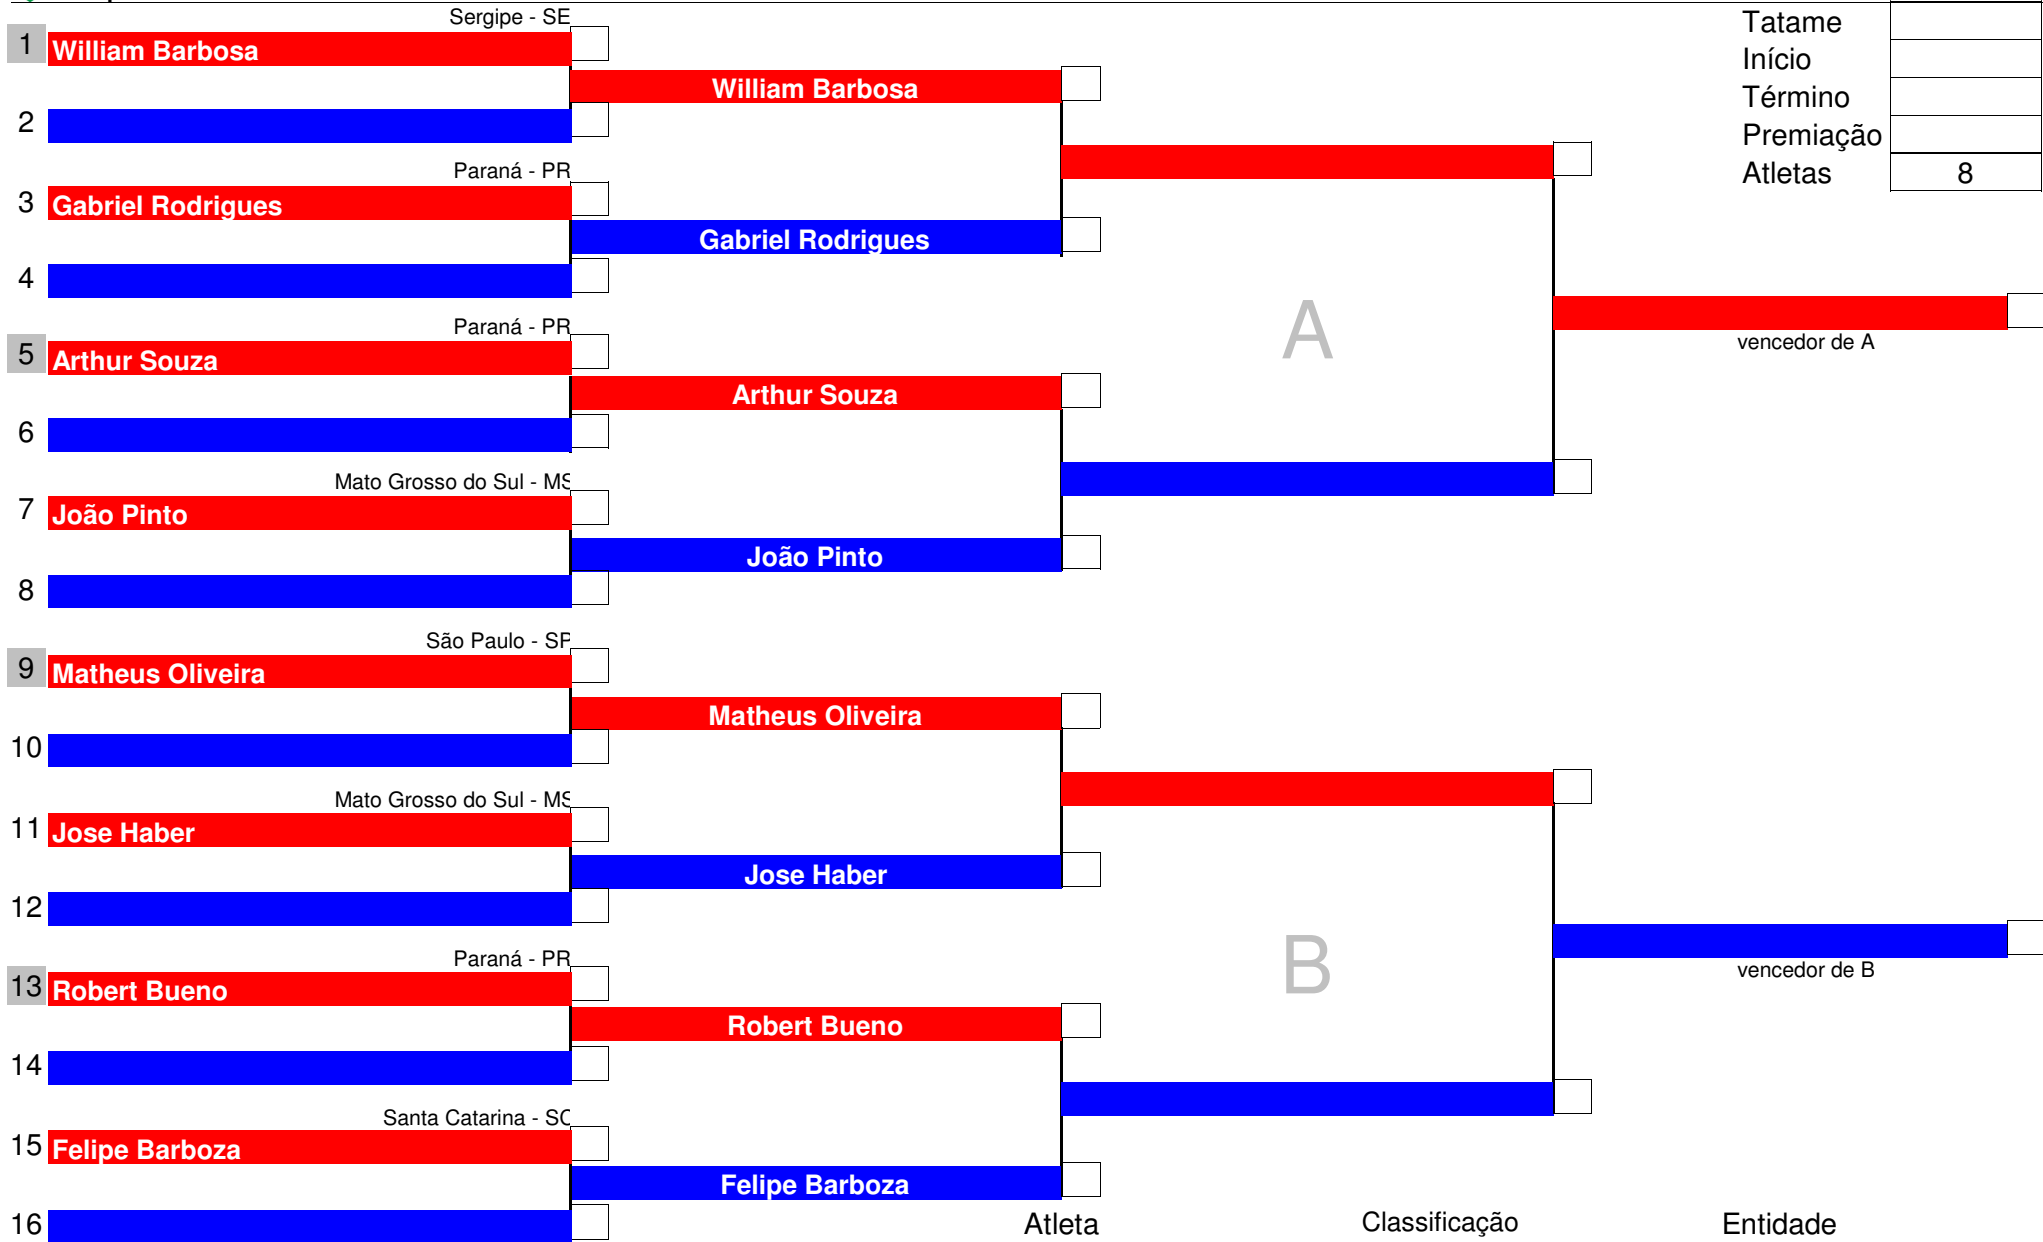 Sergipe - SE
1 William Barbosa
William Barbosa
2
Paraná - PR
3 Gabriel Rodrigues
Gabriel Rodrigues
4
Paraná - PR
5 Arthur Souza
Arthur Souza
6
Mato Grosso do Sul - MS
7 João Pinto
João Pinto
8
São Paulo - SP
9 Matheus Oliveira
Matheus Oliveira
10
Mato Grosso do Sul - MS
11 Jose Haber
Jose Haber
12
Paraná - PR
13 Robert Bueno
Robert Bueno
14
Santa Catarina - SC
15 Felipe Barboza
Felipe Barboza
16
A
B
vencedor de A
vencedor de B
Tatame
Início
Término
Premiação
Atletas 8
Atleta Classificação Entidade